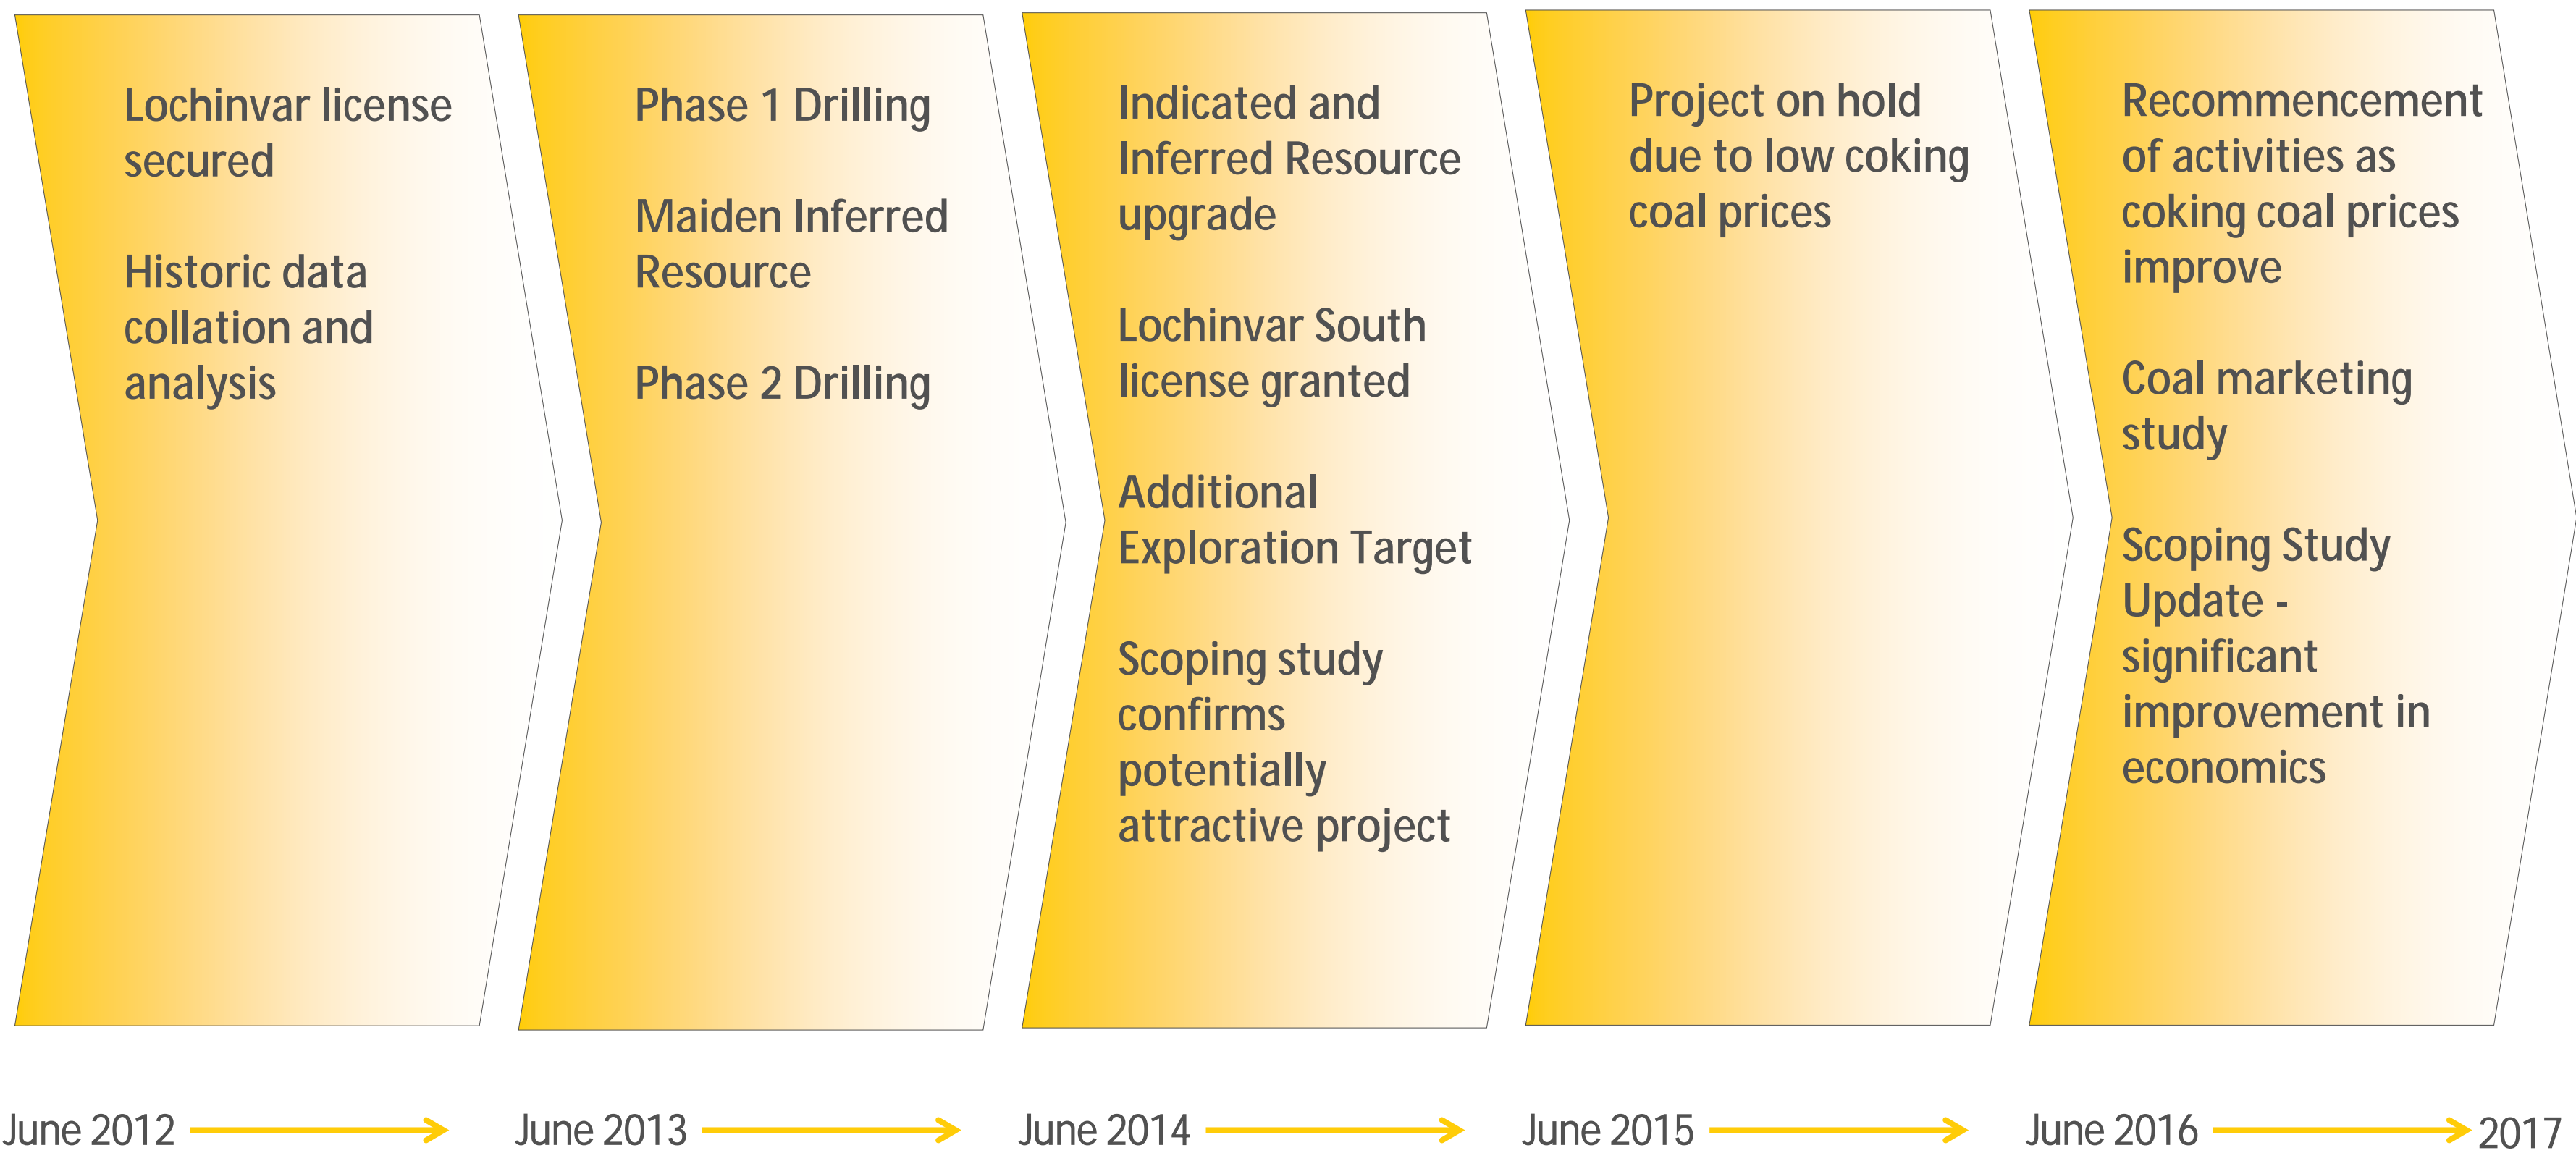 Lochinvar license
secured
Historic data
collation and
analysis
Phase 1 Drilling
Maiden Inferred
Resource
Phase 2 Drilling
Indicated and
Inferred Resource
upgrade
Lochinvar South
license granted
Additional
Exploration Target
Scoping study
confirms
potentially
attractive project
Project on hold
due to low coking
coal prices
Recommencement
of activities as
coking coal prices
improve
Coal marketing
study
Scoping Study
Update -
significant
improvement in
economics
June 2012
June 2013
June 2014
June 2015
June 2016
2017